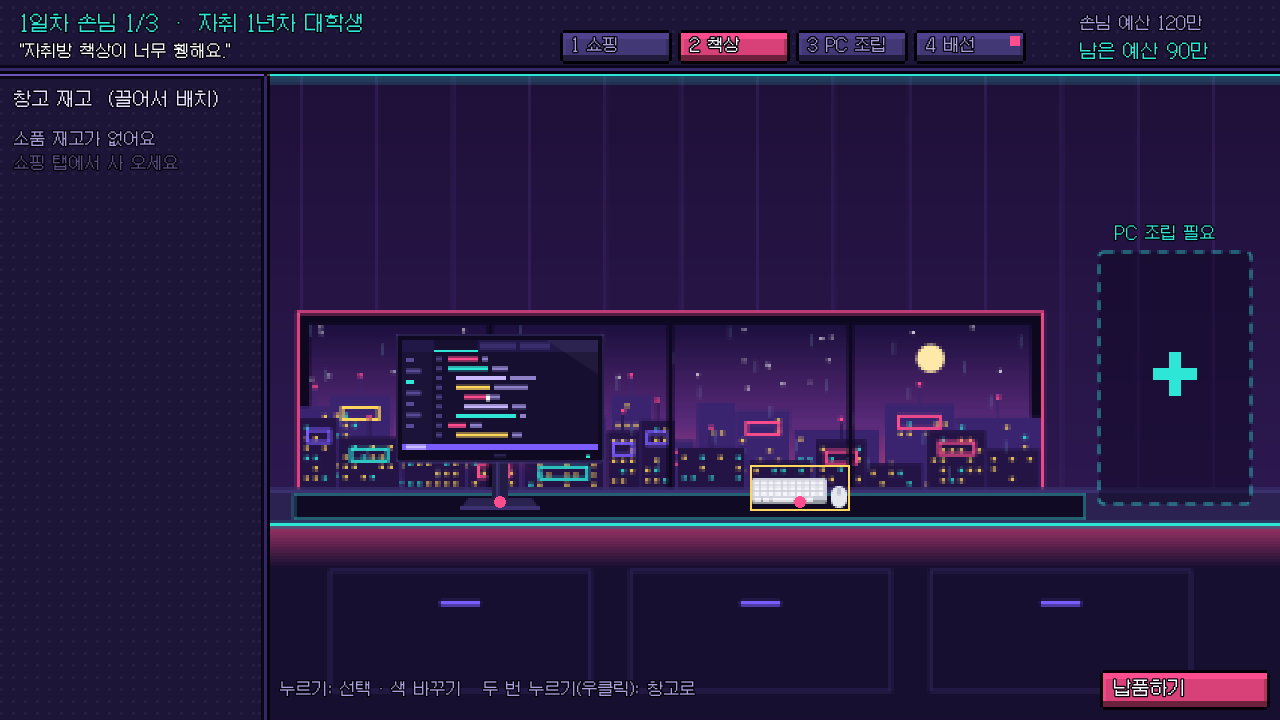 1일차 손님 1/3 · 자취 1년차 대학생
"자취방 책상이 너무 휑해요."
1 쇼핑
2 책상
3 PC 조립
4 배선
손님 예산 120만
남은 예산 90만
창고 재고 (끌어서 배치)
소품 재고가 없어요
쇼핑 탭에서 사 오세요
PC 조립 필요
누르기: 선택 · 색 바꾸기 두 번 누르기(우클릭): 창고로
납품하기